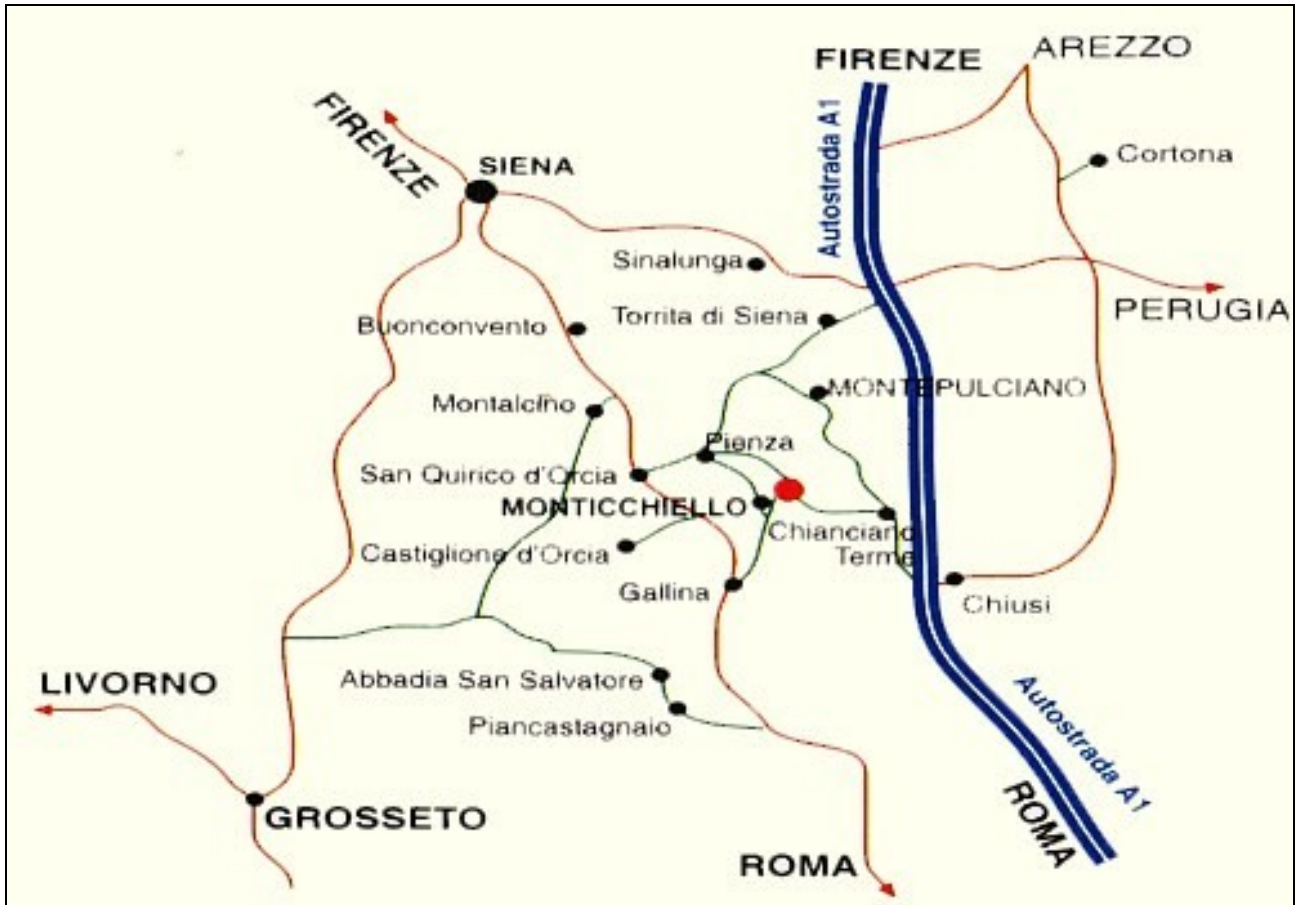 FIRENZE
AREZZO
FIRENZE
SIENA
Autostrada A1
Cortona
Sinalunga
Torrita di Siena
PERUGIA
Buonconvento
MONTEPULCIANO
Montalcino
Pienza
San Quirico d'Orcia
MONTICCHIELLO
Chianciano
Terme
Castiglione d'Orcia
Gallina
Chiusi
LIVORNO
Abbadia San Salvatore
Piancastagnaio
Autostrada A1
GROSSETO
ROMA
ROMA